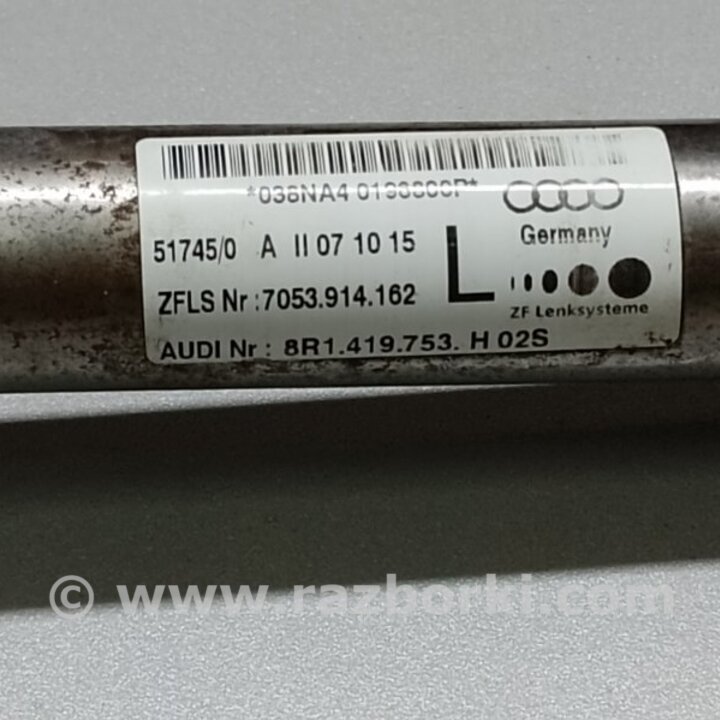 *036NA4
51745/0 A II 07 10 15
Germany
L
ZFLS Nr :7053.914.162
ZF Lenksysteme
AUDI Nr : 8R1.419.753. H 02S
© www.razborki.com